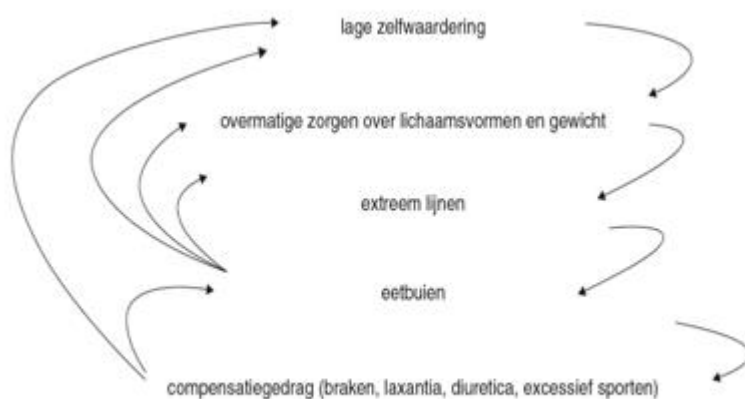 lage zelfwaardering
overmatige zorgen over lichaamsvormen en gewicht
extreem lijnen
eetbuien
compensatiegedrag (braken, laxantia, diuretica, excessief sporten)